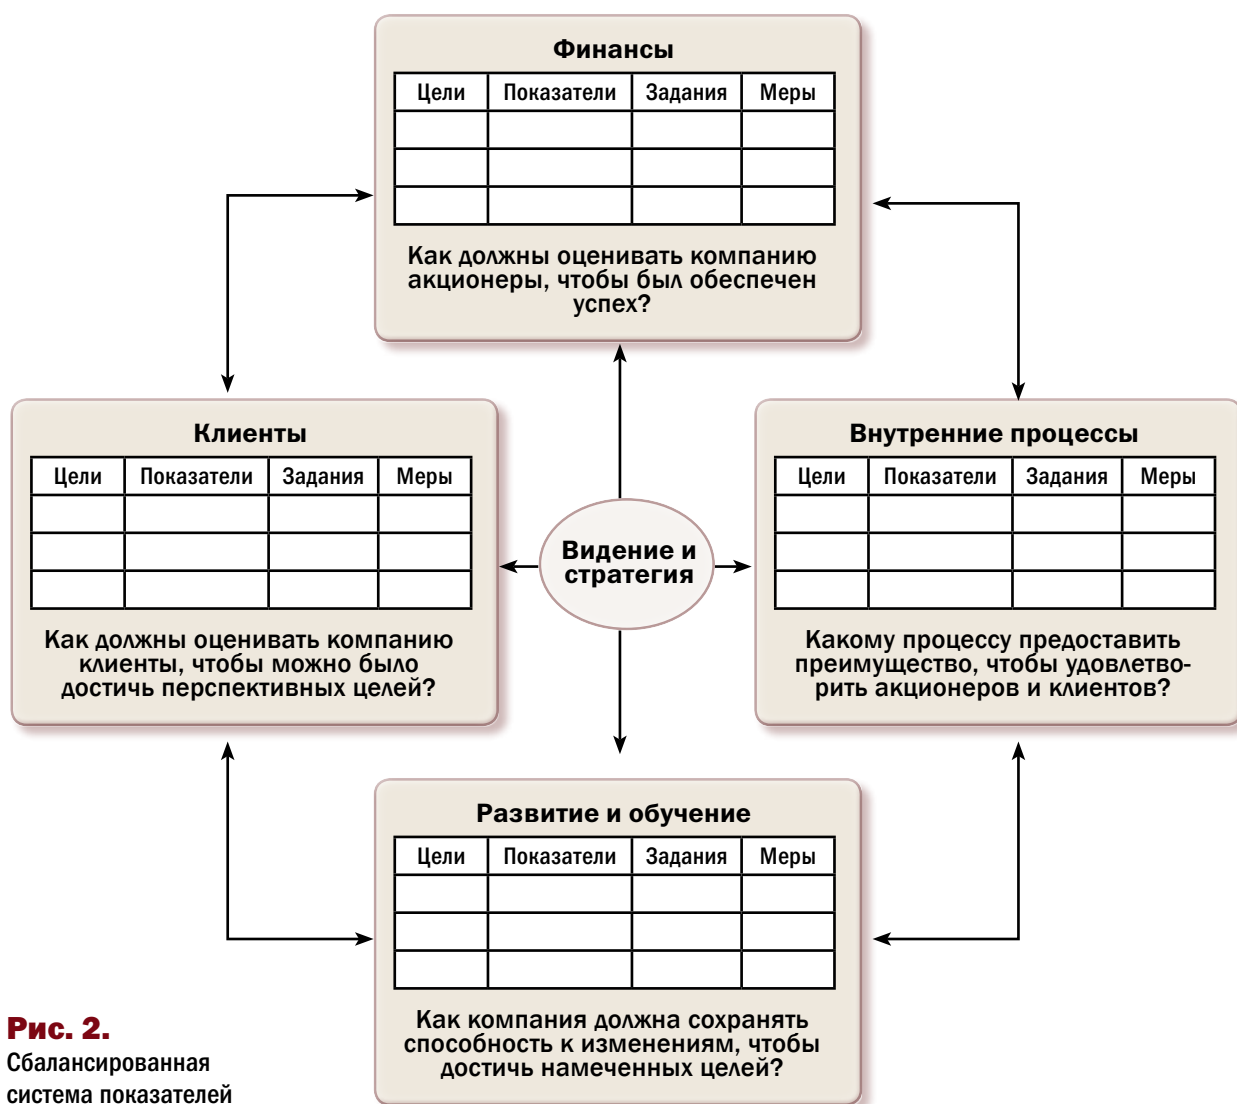 Финансы
Цели Показатели Задания Меры
Как должны оценивать компанию
акционеры, чтобы был обеспечен
успех?
Клиенты
Цели Показатели Задания Меры
Как должны оценивать компанию
клиенты, чтобы можно было
достичь перспективных целей?
Видение и
стратегия
Внутренние процессы
Цели Показатели Задания Меры
Какому процессу предоставить
преимущество, чтобы удовлетво-
рить акционеров и клиентов?
Развитие и обучение
Цели Показатели Задания Меры
Как компания должна сохранять
способность к изменениям, чтобы
достичь намеченных целей?
Рис. 2.
Сбалансированная
система показателей